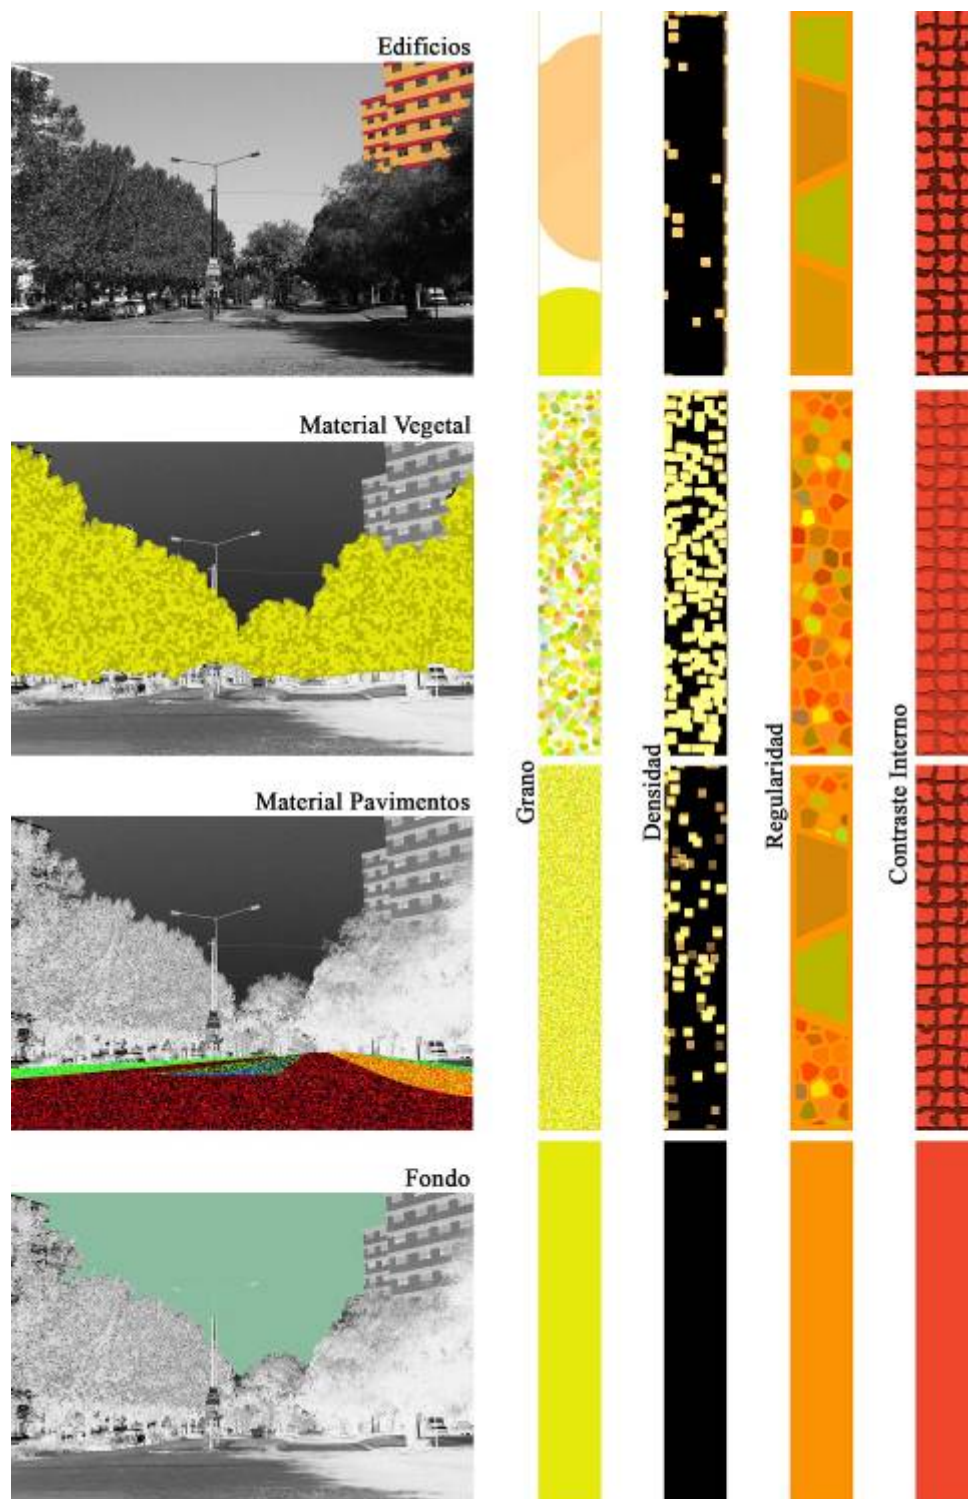 Edificios
Material Vegetal
Material Pavimentos
Fondo
Grano
Densidad
Regularidad
Contraste Interno